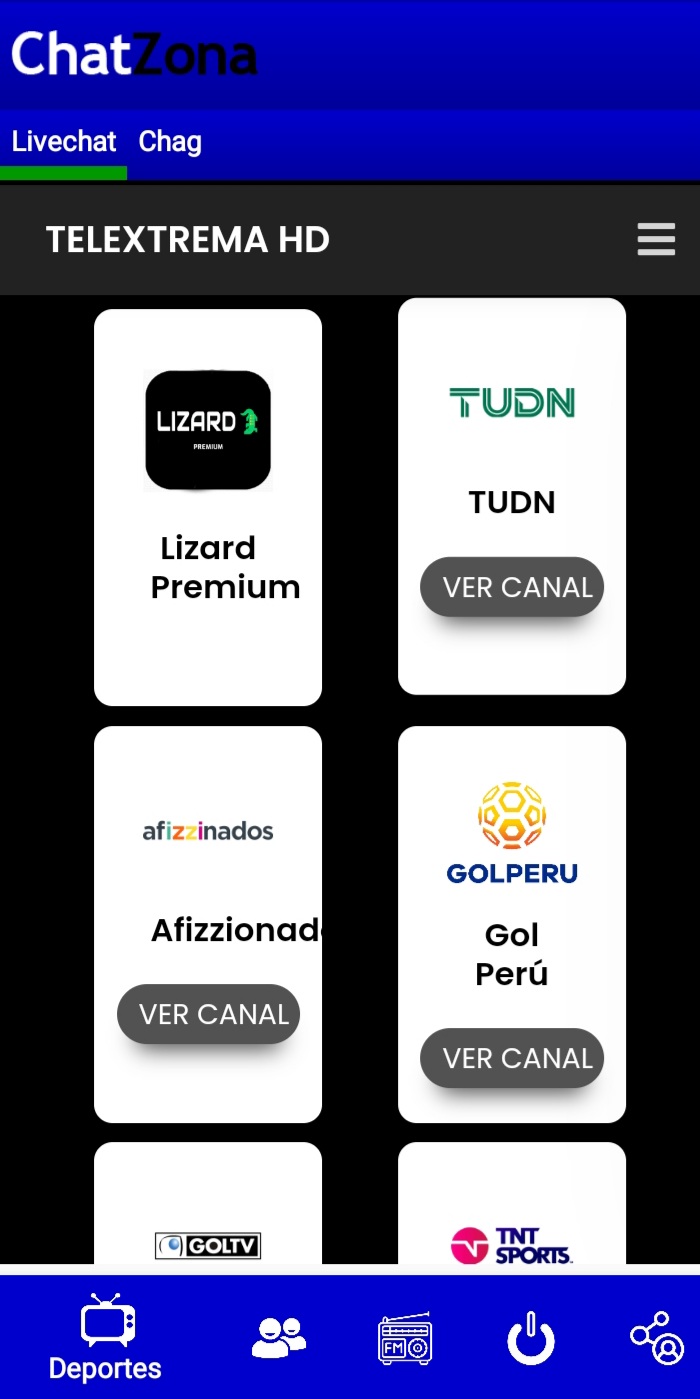 ChatZona
Livechat Chag
TELEXTREMA HD
LIZARD
PREMIUM
Lizard
Premium
TUDN
TUDN
VER CANAL
afizzinados
Afizzionad
VER CANAL
GOLPERU
Gol
Perú
VER CANAL
GOLTV
TNT
SPORTS
FM
Deportes